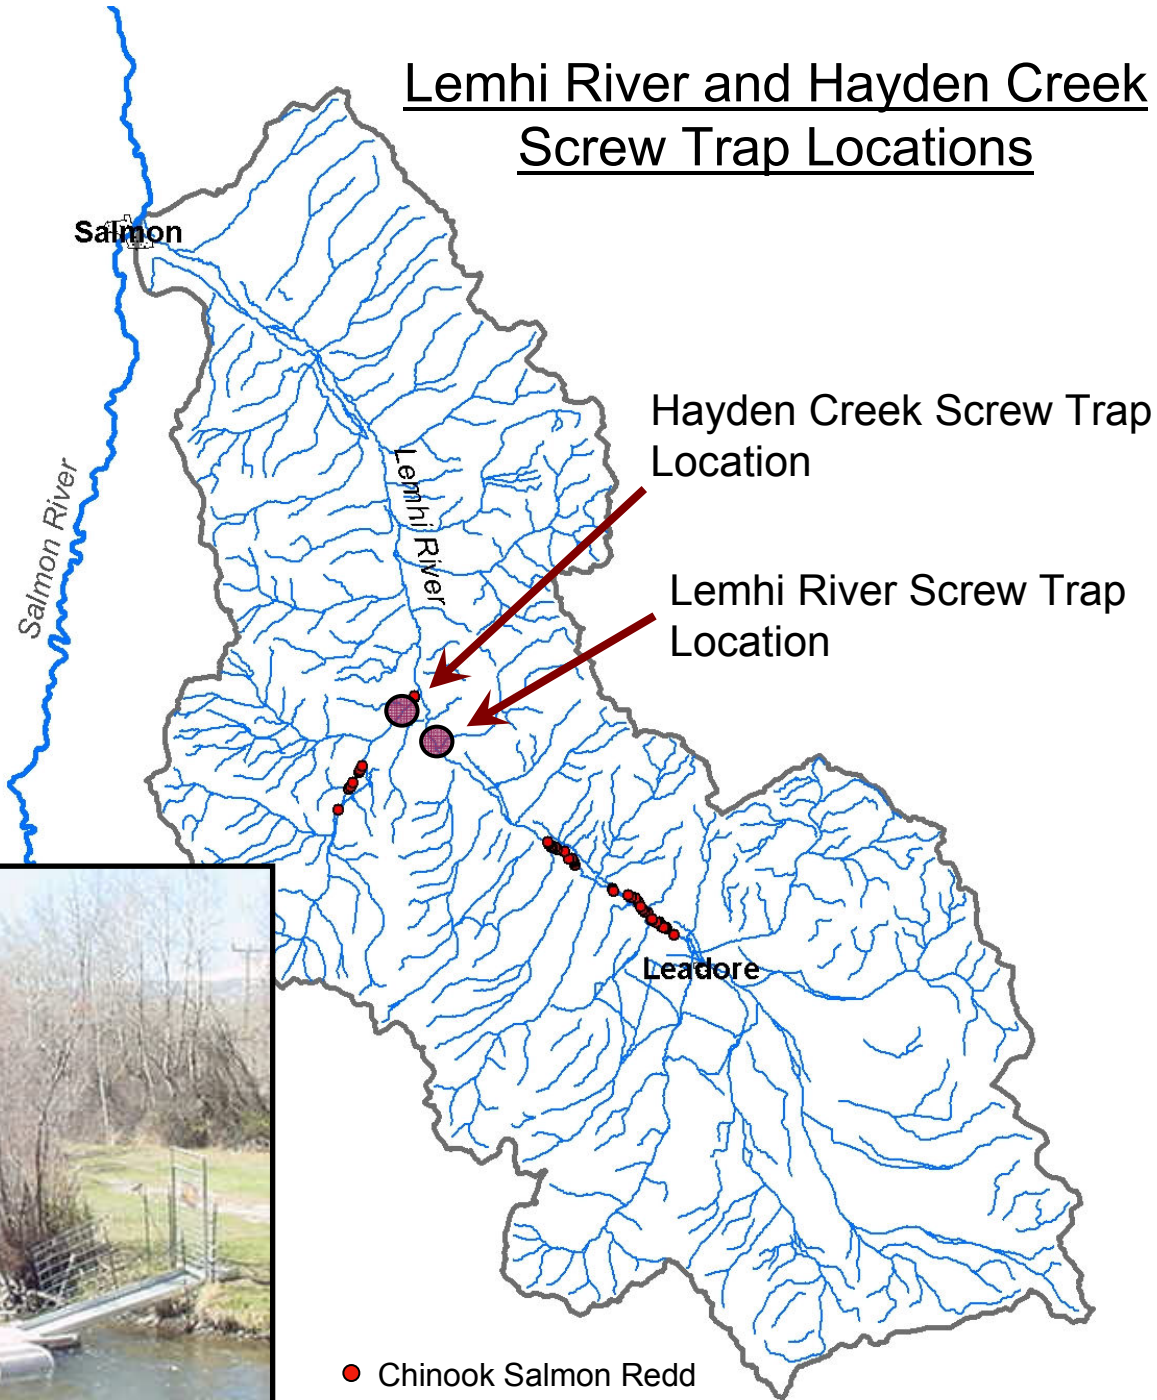 Lemhi River and Hayden Creek
Screw Trap Locations
Salmon
Hayden Creek Screw Trap
Location
Lemhi River
Salmon River
Lemhi River Screw Trap
Location
Leadore
Chinook Salmon Redd